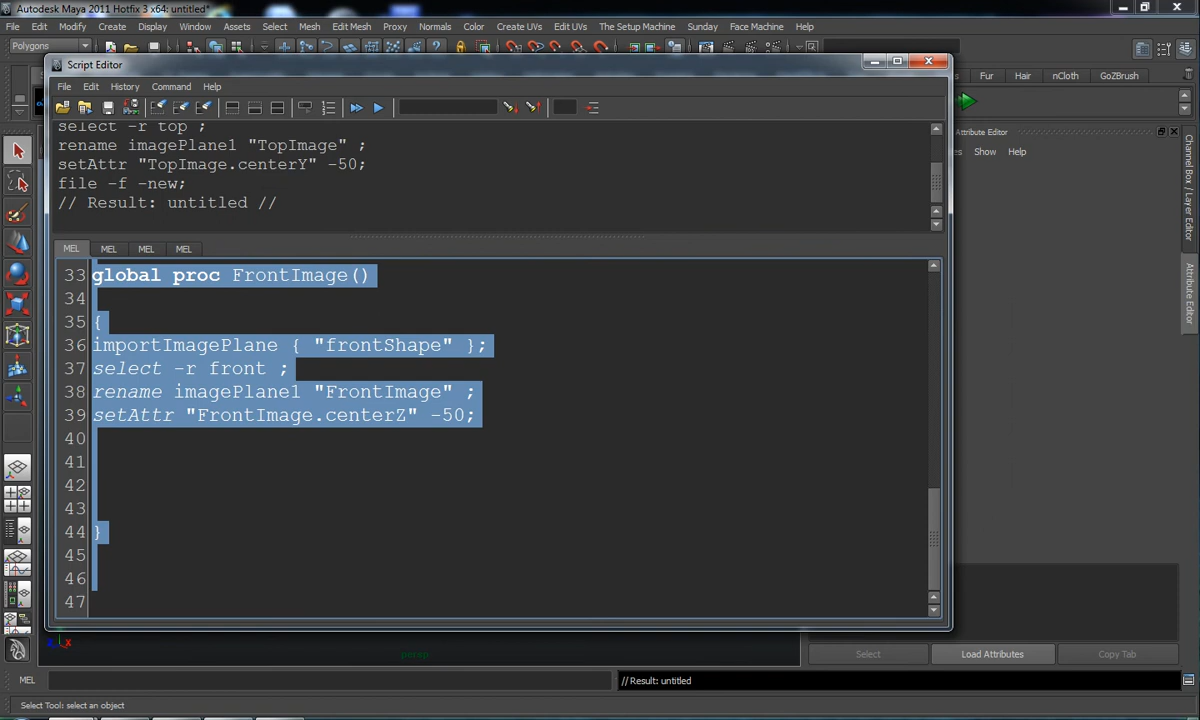 Autodesk Maya 2011 Hotfix 3 x64: untitled*
File Edit Modify Create Display Window Assets Select Mesh Edit Mesh Proxy Normals Color Create UVs Edit UVs The Setup Machine Sunday Face Machine Help
Polygons
Script Editor
File Edit History Command Help
Fur Hair nCloth GoZBrush
select -r top ;
rename imagePlane1 "TopImage" ;
setAttr "TopImage.centerY" -50;
file -f -new;
// Result: untitled //
Attribute Editor
Show Help
Channel Box / Layer Editor
Attribute Editor
MEL MEL MEL MEL
33 global proc FrontImage()
34
35 {
36 importImagePlane { "frontShape" };
37 select -r front ;
38 rename imagePlane1 "FrontImage" ;
39 setAttr "FrontImage.centerZ" -50;
40
41
42
43
44 }
45
46
47
x
persp
Select Load Attributes Copy Tab
MEL
// Result: untitled
Select Tool: select an object